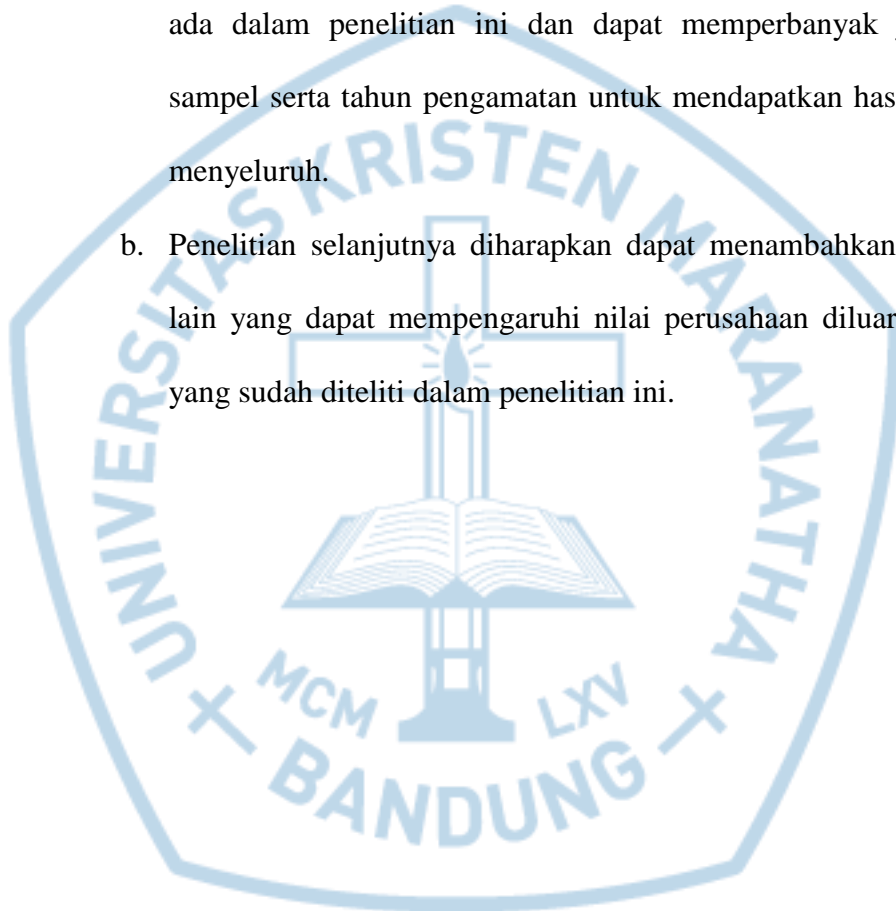 ada dalam penelitian ini dan dapat memperbanyak
sampel serta tahun pengamatan untuk mendapatkan has
menyeluruh.
b. Penelitian selanjutnya diharapkan dapat menambahkan
lain yang dapat mempengaruhi nilai perusahaan diluar
yang sudah diteliti dalam penelitian ini.
UNIVERSITAS KRISTEN MARANATHA
MCM LXV
BANDUNG